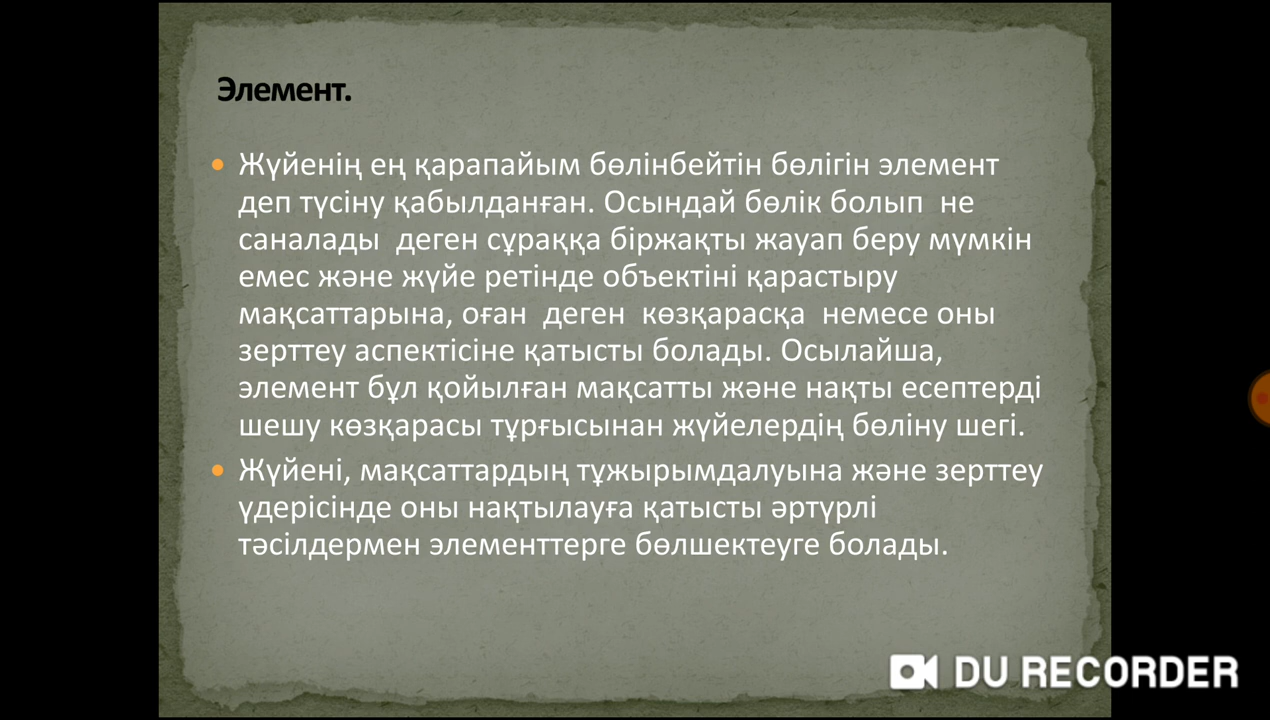 Элемент.
Жүйенің ең қарапайым бөлінбейтін бөлігін элемент
деп түсіну қабылданған. Осындай бөлік болып не
саналады деген сұраққа біржақты жауап беру мүмкін
емес және жүйе ретінде объектіні қарастыру
мақсаттарына, оған деген көзқарасқа немесе оны
зерттеу аспектісіне қатысты болады. Осылайша,
элемент бұл қойылған мақсатты және нақты есептерді
шешу көзқарасы тұрғысынан жүйелердің бөліну шегі.
Жүйені, мақсаттардың тұжырымдалуына және зерттеу
үдерісінде оны нақтылауға қатысты әртүрлі
тәсілдермен элементтерге бөлшектеуге болады.
DU RECORDER